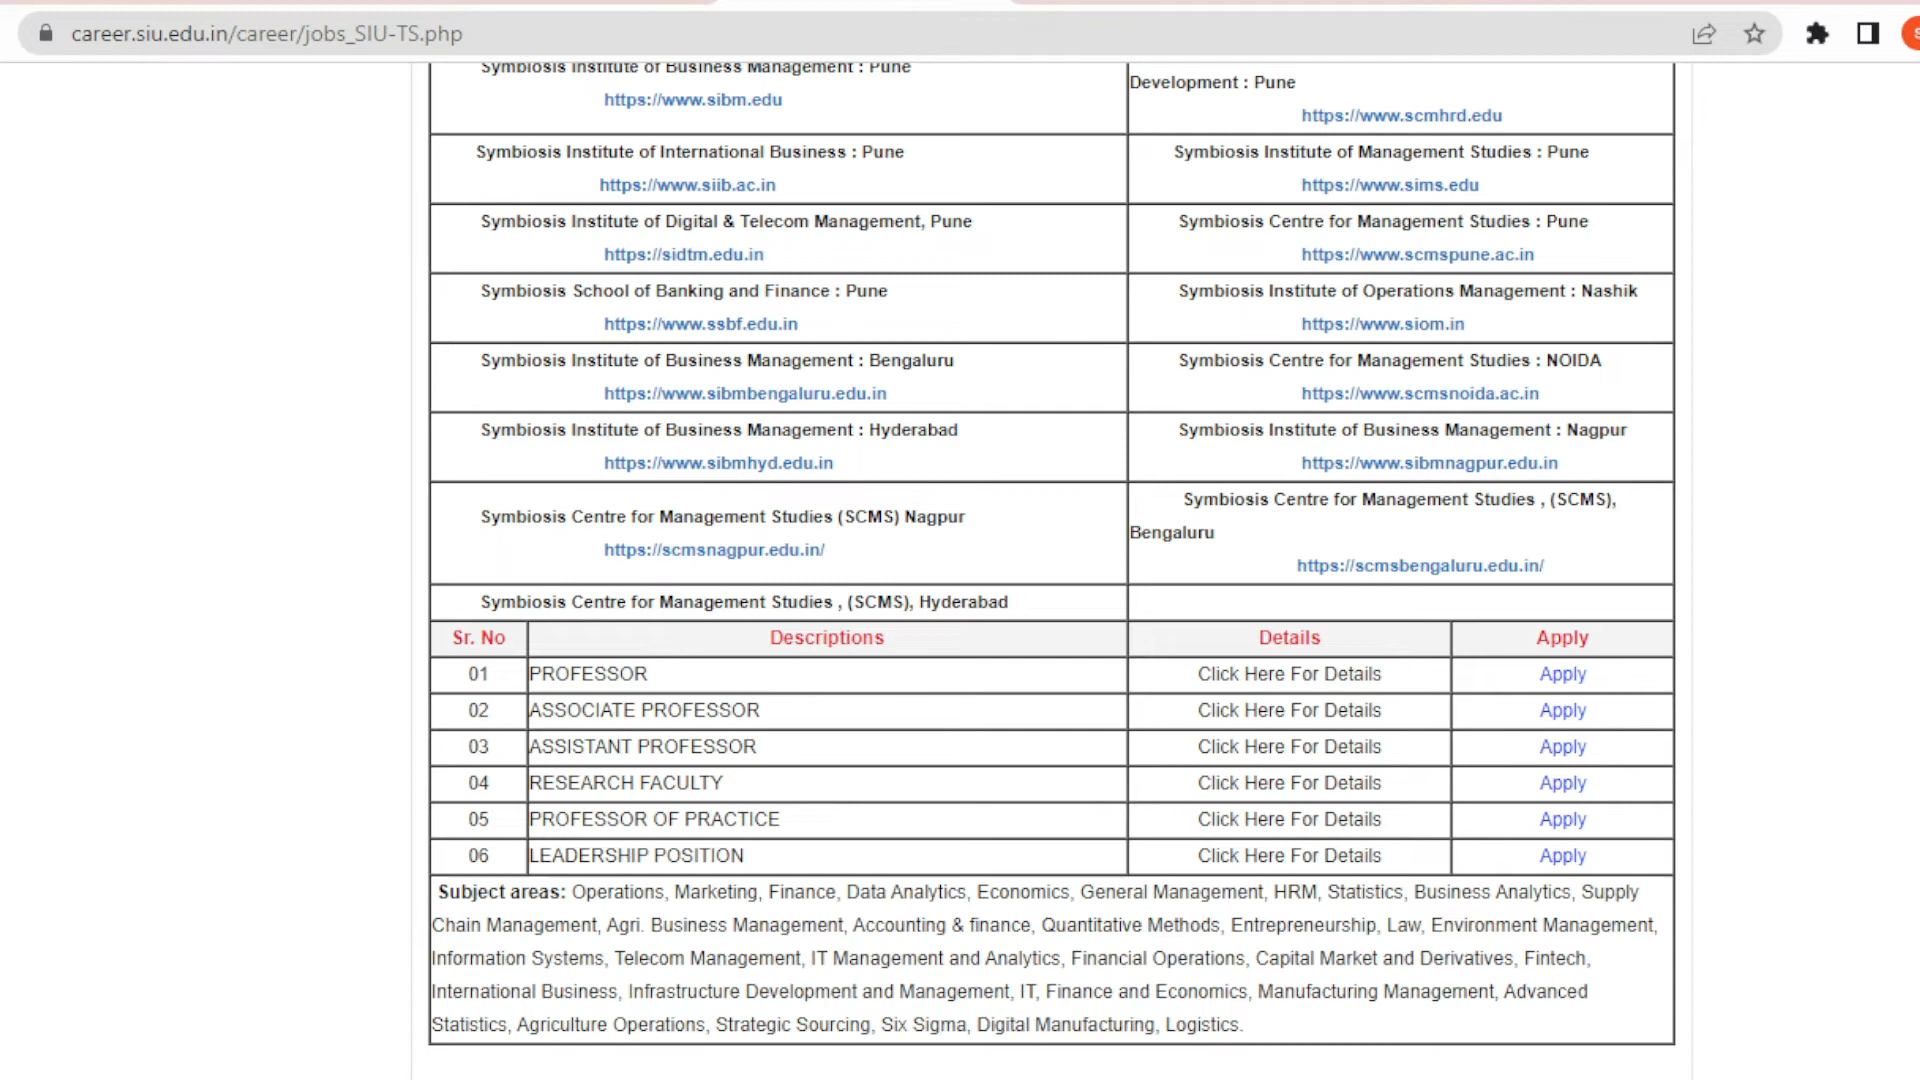 career.siu.edu.in/career/jobs_SIU-TS.php
Symbiosis Institute of Business Management : Pune
https://www.sibm.edu
Development : Pune
https://www.scmhrd.edu
Symbiosis Institute of International Business : Pune
https://www.siib.ac.in
Symbiosis Institute of Management Studies : Pune
https://www.sims.edu
Symbiosis Institute of Digital & Telecom Management, Pune
https://sidtm.edu.in
Symbiosis Centre for Management Studies : Pune
https://www.scmspune.ac.in
Symbiosis School of Banking and Finance : Pune
https://www.ssbf.edu.in
Symbiosis Institute of Operations Management : Nashik
https://www.siom.in
Symbiosis Institute of Business Management : Bengaluru
https://www.sibmbengaluru.edu.in
Symbiosis Centre for Management Studies : NOIDA
https://www.scmsnoida.ac.in
Symbiosis Institute of Business Management : Hyderabad
https://www.sibmhyd.edu.in
Symbiosis Institute of Business Management : Nagpur
https://www.sibmnagpur.edu.in
Symbiosis Centre for Management Studies (SCMS) Nagpur
https://scmsnagpur.edu.in/
Symbiosis Centre for Management Studies , (SCMS),
Bengaluru
https://scmsbengaluru.edu.in/
Symbiosis Centre for Management Studies , (SCMS), Hyderabad
Sr. No Descriptions Details Apply
01 PROFESSOR Click Here For Details Apply
02 ASSOCIATE PROFESSOR Click Here For Details Apply
03 ASSISTANT PROFESSOR Click Here For Details Apply
04 RESEARCH FACULTY Click Here For Details Apply
05 PROFESSOR OF PRACTICE Click Here For Details Apply
06 LEADERSHIP POSITION Click Here For Details Apply
Subject areas: Operations, Marketing, Finance, Data Analytics, Economics, General Management, HRM, Statistics, Business Analytics, Supply
Chain Management, Agri. Business Management, Accounting & finance, Quantitative Methods, Entrepreneurship, Law, Environment Management,
Information Systems, Telecom Management, IT Management and Analytics, Financial Operations, Capital Market and Derivatives, Fintech,
International Business, Infrastructure Development and Management, IT, Finance and Economics, Manufacturing Management, Advanced
Statistics, Agriculture Operations, Strategic Sourcing, Six Sigma, Digital Manufacturing, Logistics.